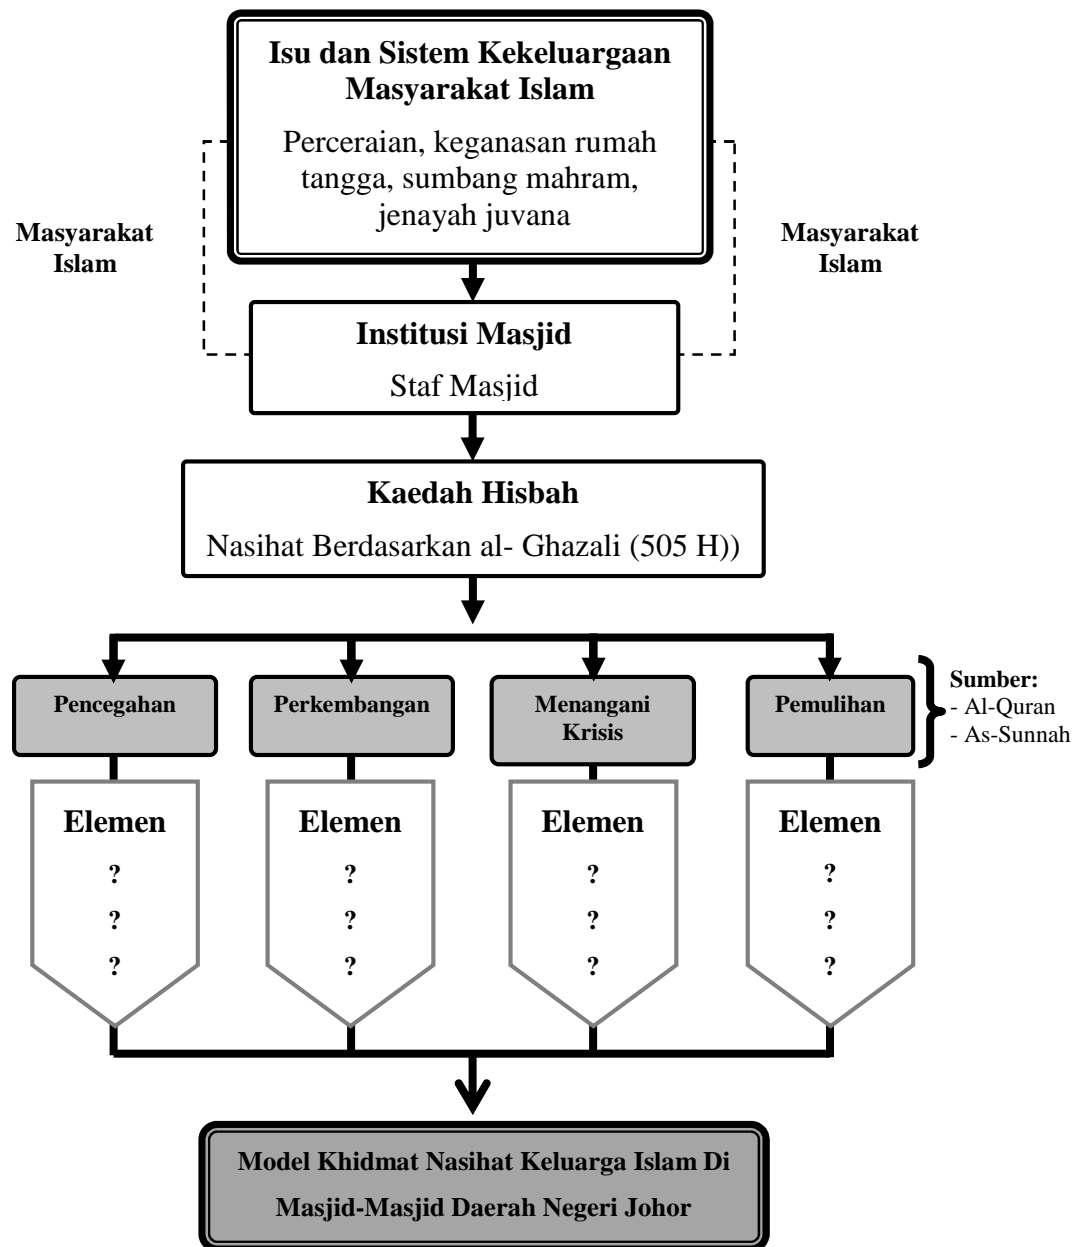 Isu dan Sistem Kekeluargaan
Masyarakat Islam
Perceraian, keganasan rumah
tangga, sumbang mahram,
jenayah juvana
Masyarakat
Islam
Masyarakat
Islam
Institusi Masjid
Staf Masjid
Kaedah Hisbah
Nasihat Berdasarkan al- Ghazali (505 H))
Pencegahan
Perkembangan
Menangani
Krisis
Pemulihan
Sumber:
- Al-Quran
- As-Sunnah
Elemen
?
?
?
Elemen
?
?
?
Elemen
?
?
?
Elemen
?
?
?
Model Khidmat Nasihat Keluarga Islam Di
Masjid-Masjid Daerah Negeri Johor